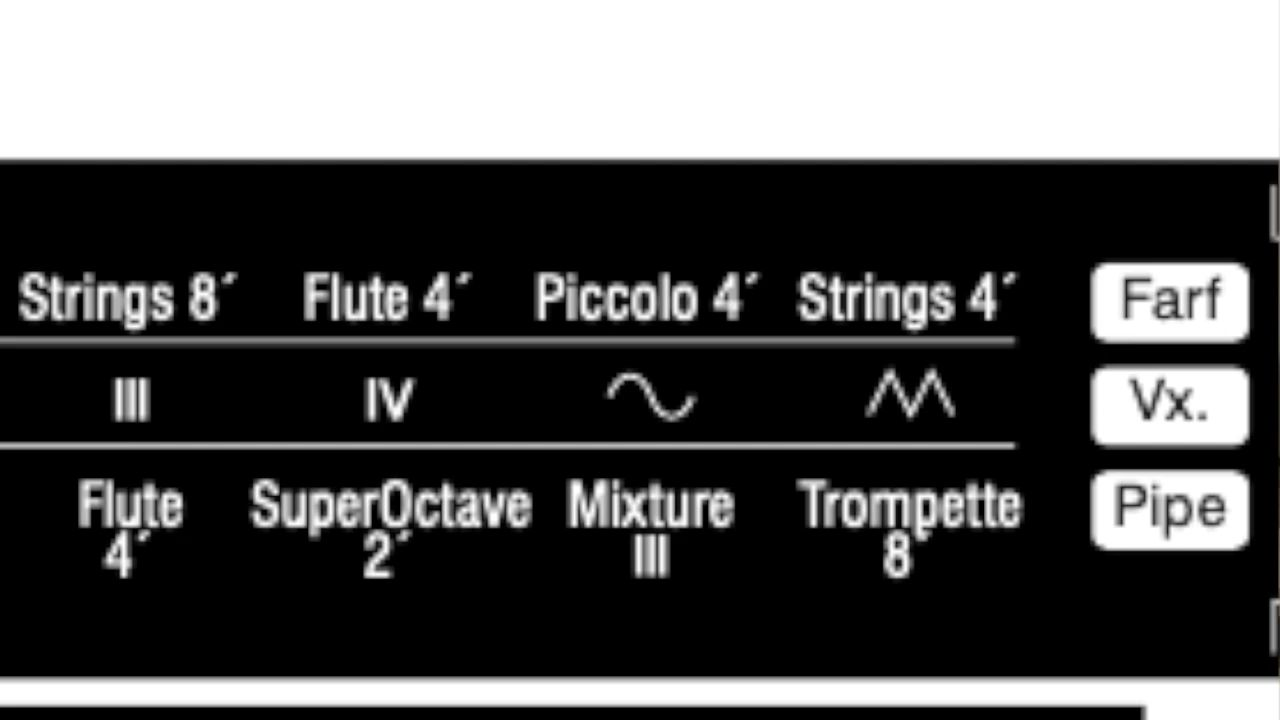 Strings 8´ Flute 4´ Piccolo 4´ Strings 4´ Farf
III IV Vx.
Flute SuperOctave Mixture Trompette Pipe
4´ 2´ III 8´